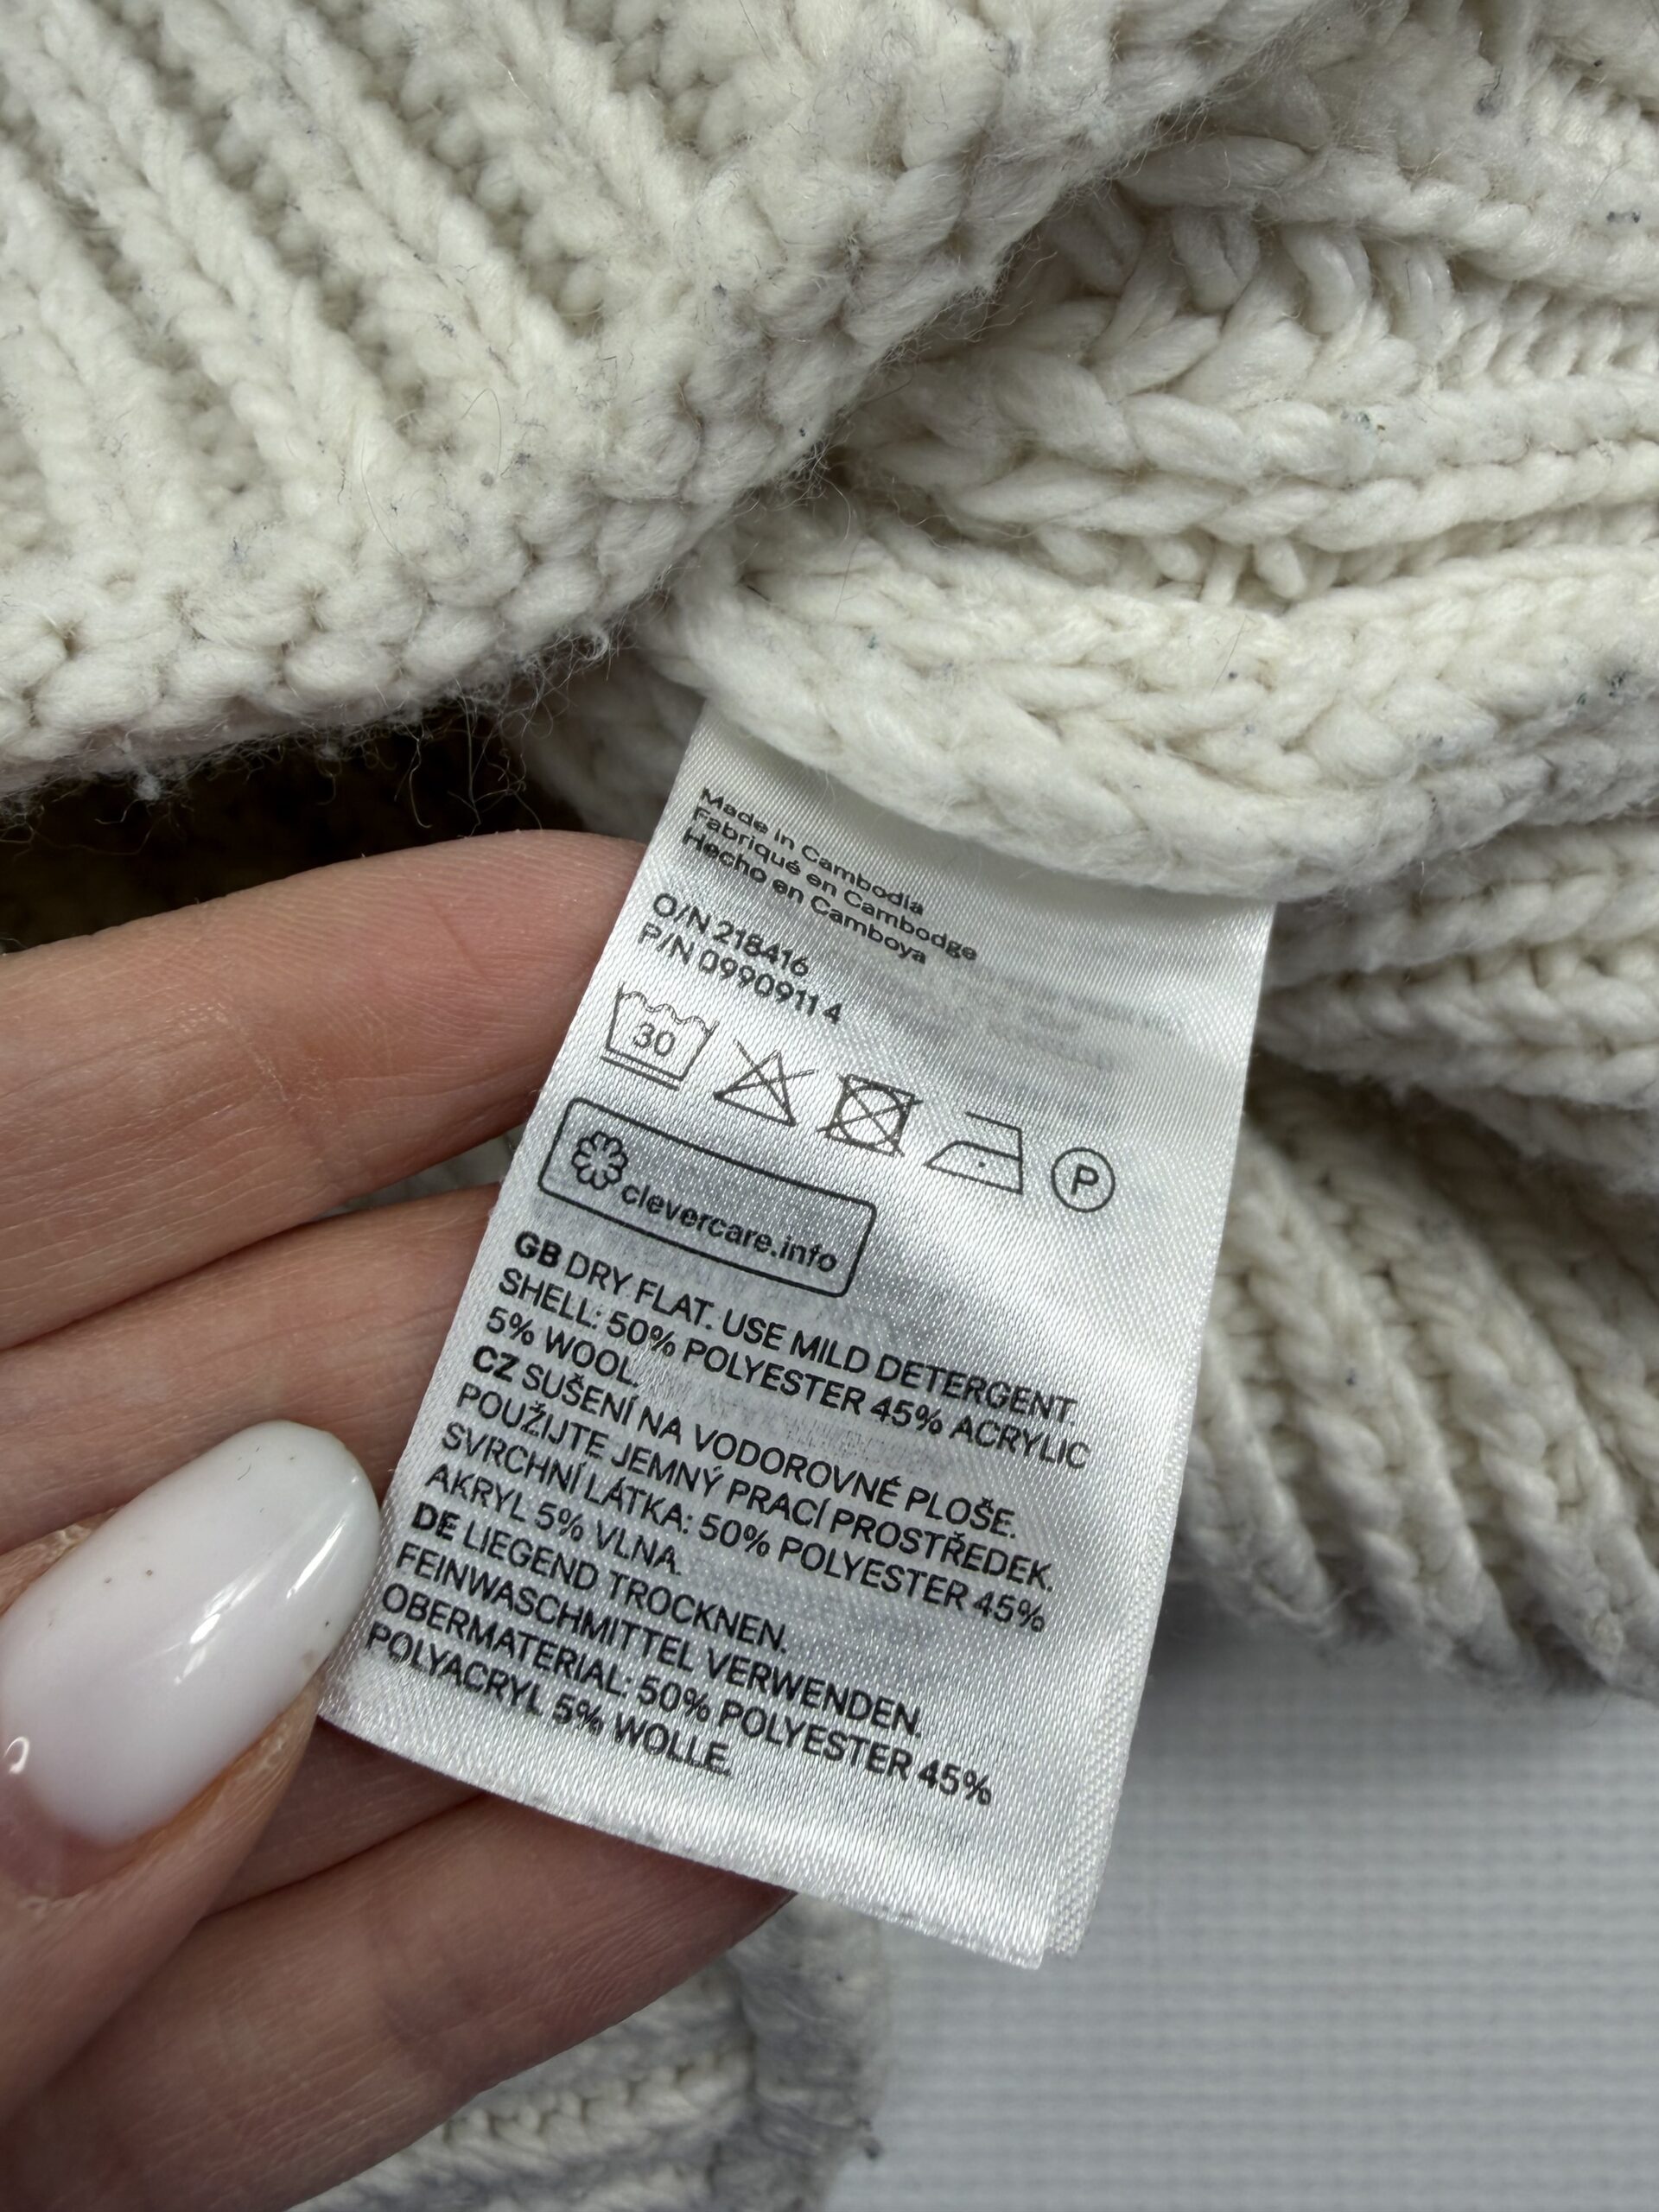 Made in Cambodia
Fabriqué en Cambodge
Hecho en Camboya
O/N 218416
P/N 0990911 4
30
P
clevercare.info
GB DRY FLAT. USE MILD DETERGENT.
SHELL: 50% POLYESTER 45% ACRYLIC
5% WOOL.
CZ SUŠENÍ NA VODOROVNÉ PLOŠE.
POUŽIJTE JEMNÝ PRACÍ PROSTŘEDEK.
SVRCHNÍ LÁTKA: 50% POLYESTER 45%
AKRYL 5% VLNA.
DE LIEGEND TROCKNEN.
FEINWASCHMITTEL VERWENDEN.
OBERMATERIAL: 50% POLYESTER 45%
POLYACRYL 5% WOLLE.